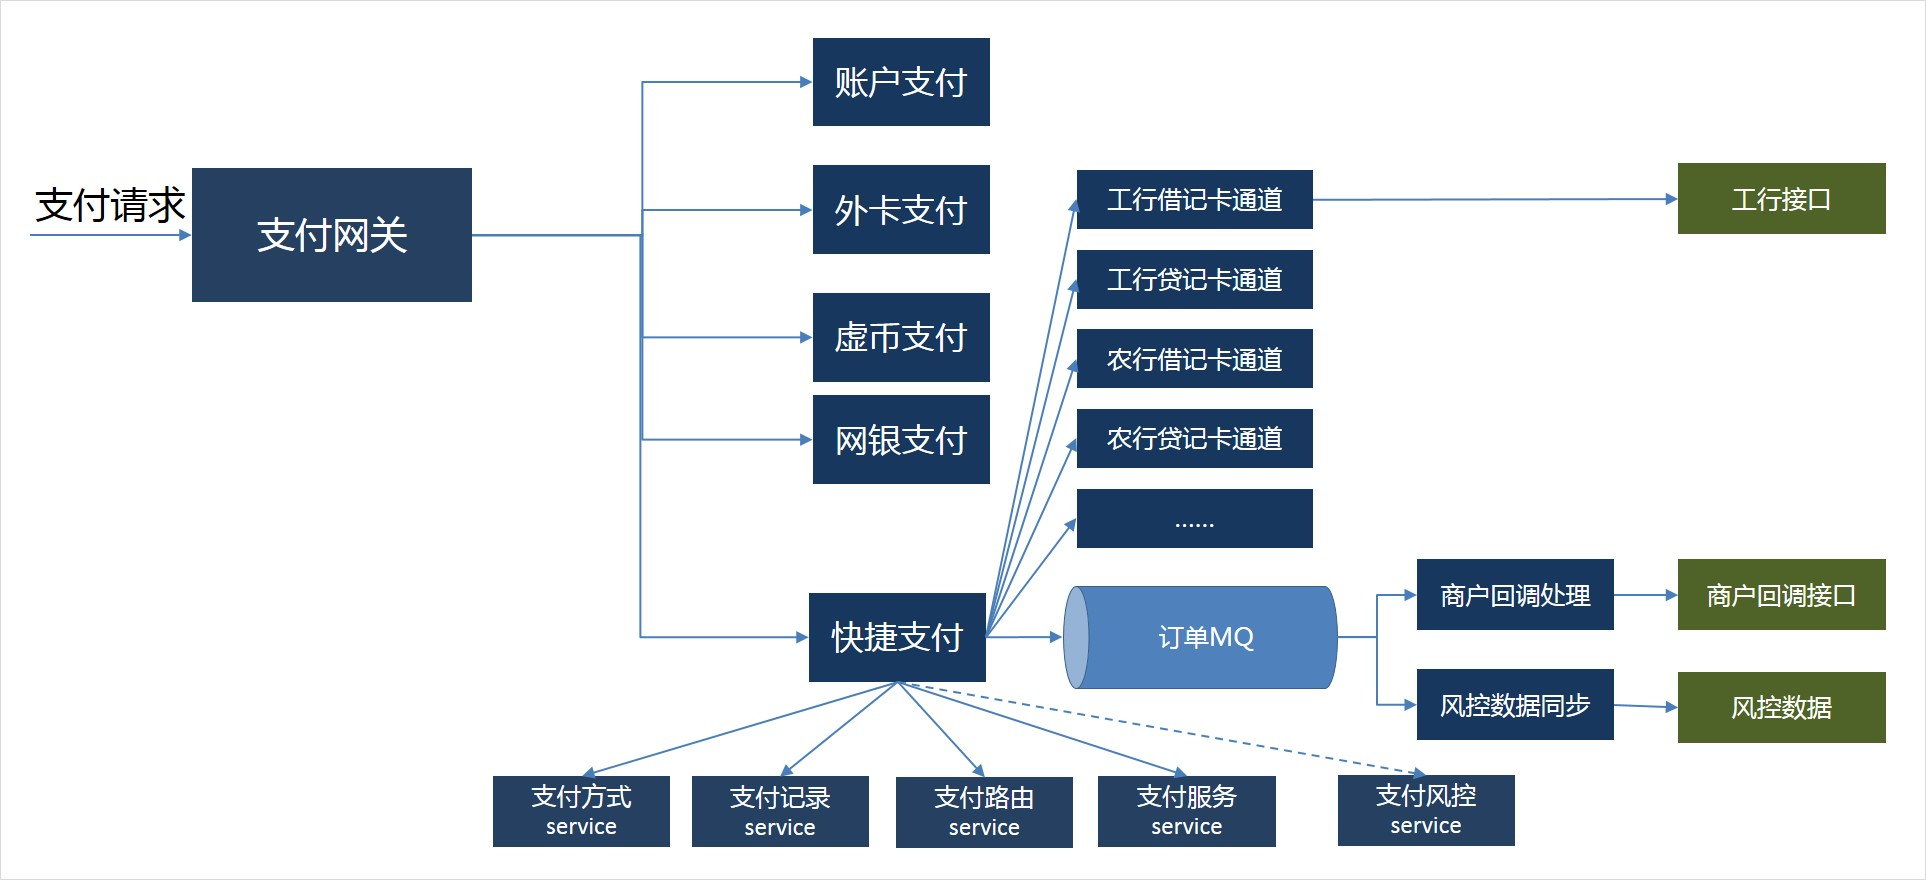 支付请求
支付网关
账户支付
外卡支付
虚币支付
网银支付
快捷支付
工行借记卡通道
工行贷记卡通道
农行借记卡通道
农行贷记卡通道
......
订单MQ
工行接口
商户回调处理
商户回调接口
风控数据同步
风控数据
支付方式
service
支付记录
service
支付路由
service
支付服务
service
支付风控
service